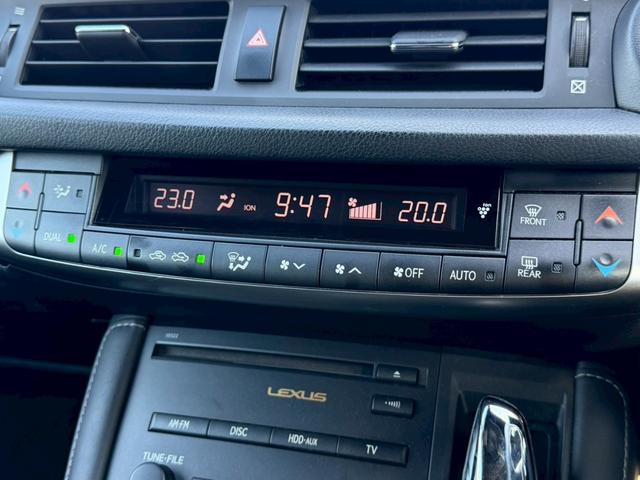 23.0 ION 9:47 20.0 ion
FRONT
DUAL A/C OFF AUTO REAR
LEXUS
AM·FM DISC HDD·AUX TV
TUNE·FILE